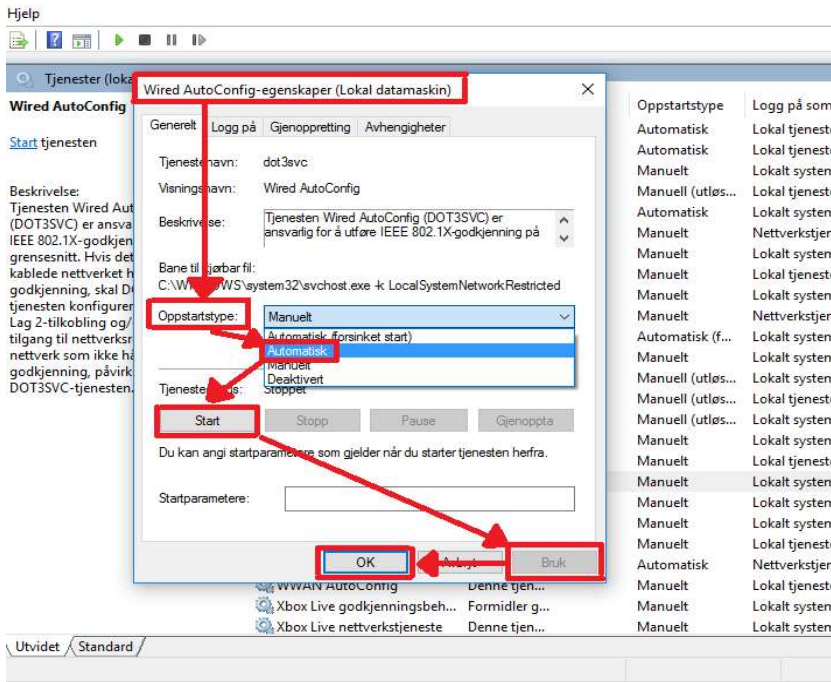 Hjelp
Tjenester (loka
Wired AutoConfig
Start tjenesten
Beskrivelse:
Tjenesten Wired Aut
(DOT3SVC) er ansva
IEEE 802.1X-godkjen
grensesnitt. Hvis det
kablede nettverket h
godkjenning, skal D
tjenesten konfigurer
Lag 2-tilkobling og/
tilgang til nettverksr
nettverk som ikke ha
godkjenning, påvirk
DOT3SVC-tjenesten.
Wired AutoConfig-egenskaper (Lokal datamaskin)
Generelt Logg på Gjenoppretting Avhengigheter
Tjenestenavn: dot3svc
Visningsnavn: Wired AutoConfig
Beskrivelse: Tjenesten Wired AutoConfig (DOT3SVC) er
ansvarlig for å utføre IEEE 802.1X-godkjenning på
Bane til kjørbar fil:
C:\WINDOWS\system32\svchost.exe -k LocalSystemNetworkRestricted
Oppstartstype: Manuelt
Automatisk (forsinket start)
Automatisk
Manuelt
Deaktivert
Stoppet
Start Stopp Pause Gjenoppta
Du kan angi startparametere som gjelder når du starter tjenesten herfra.
Startparametere:
OK Avbryt Bruk
Oppstartstype Logg på som
Automatisk Lokal tjeneste
Automatisk Lokal tjeneste
Manuelt Lokalt system
Manuell (utløs... Lokal tjeneste
Automatisk Lokalt system
Manuelt Nettverkstjen
Manuelt Lokalt system
Manuelt Lokal tjeneste
Manuelt Lokalt system
Manuelt Nettverkstjen
Automatisk (f... Lokalt system
Manuelt Lokalt system
Manuell (utløs... Lokalt system
Manuell (utløs... Lokal tjeneste
Manuell (utløs... Lokalt system
Manuelt Lokalt system
Manuelt Lokal tjeneste
Manuelt Lokalt system
Manuelt Lokalt system
Manuelt Lokalt system
Manuelt Lokal tjeneste
Automatisk Nettverkstjen
WWAN AutoConfig Denne tjen... Manuelt Lokal tjeneste
Xbox Live godkjenningsbeh... Formidler g... Manuelt Lokalt system
Xbox Live nettverkstjeneste Denne tjen... Manuelt Lokalt system
Utvidet Standard